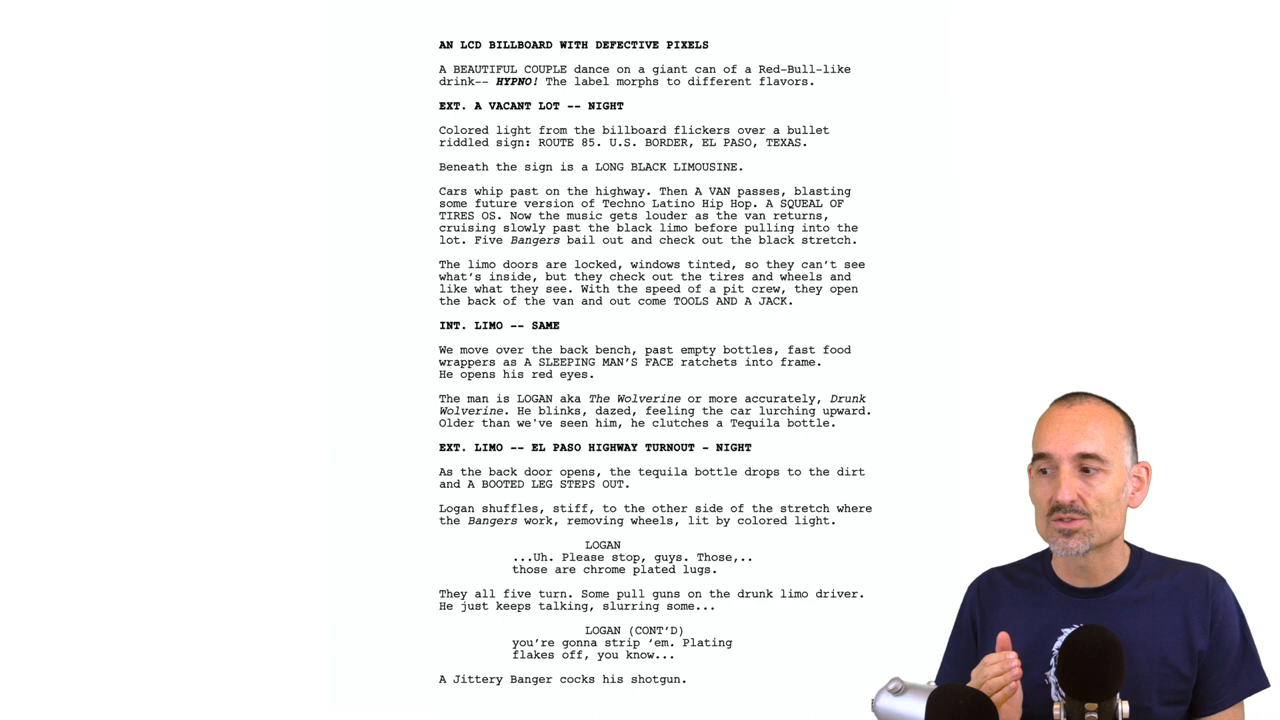 AN LCD BILLBOARD WITH DEFECTIVE PIXELS
A BEAUTIFUL COUPLE dance on a giant can of a Red-Bull-like
drink-- HYPNO! The label morphs to different flavors.
EXT. A VACANT LOT -- NIGHT
Colored light from the billboard flickers over a bullet
riddled sign: ROUTE 85. U.S. BORDER, EL PASO, TEXAS.
Beneath the sign is a LONG BLACK LIMOUSINE.
Cars whip past on the highway. Then A VAN passes, blasting
some future version of Techno Latino Hip Hop. A SQUEAL OF
TIRES OS. Now the music gets louder as the van returns,
cruising slowly past the black limo before pulling into the
lot. Five Bangers bail out and check out the black stretch.
The limo doors are locked, windows tinted, so they can’t see
what’s inside, but they check out the tires and wheels and
like what they see. With the speed of a pit crew, they open
the back of the van and out come TOOLS AND A JACK.
INT. LIMO -- SAME
We move over the back bench, past empty bottles, fast food
wrappers as A SLEEPING MAN’S FACE ratchets into frame.
He opens his red eyes.
The man is LOGAN aka The Wolverine or more accurately, Drunk
Wolverine. He blinks, dazed, feeling the car lurching upward.
Older than we've seen him, he clutches a Tequila bottle.
EXT. LIMO -- EL PASO HIGHWAY TURNOUT - NIGHT
As the back door opens, the tequila bottle drops to the dirt
and A BOOTED LEG STEPS OUT.
Logan shuffles, stiff, to the other side of the stretch where
the Bangers work, removing wheels, lit by colored light.
LOGAN
...Uh. Please stop, guys. Those,..
those are chrome plated lugs.
They all five turn. Some pull guns on the drunk limo driver.
He just keeps talking, slurring some...
LOGAN (CONT’D)
you’re gonna strip ‘em. Plating
flakes off, you know...
A Jittery Banger cocks his shotgun.